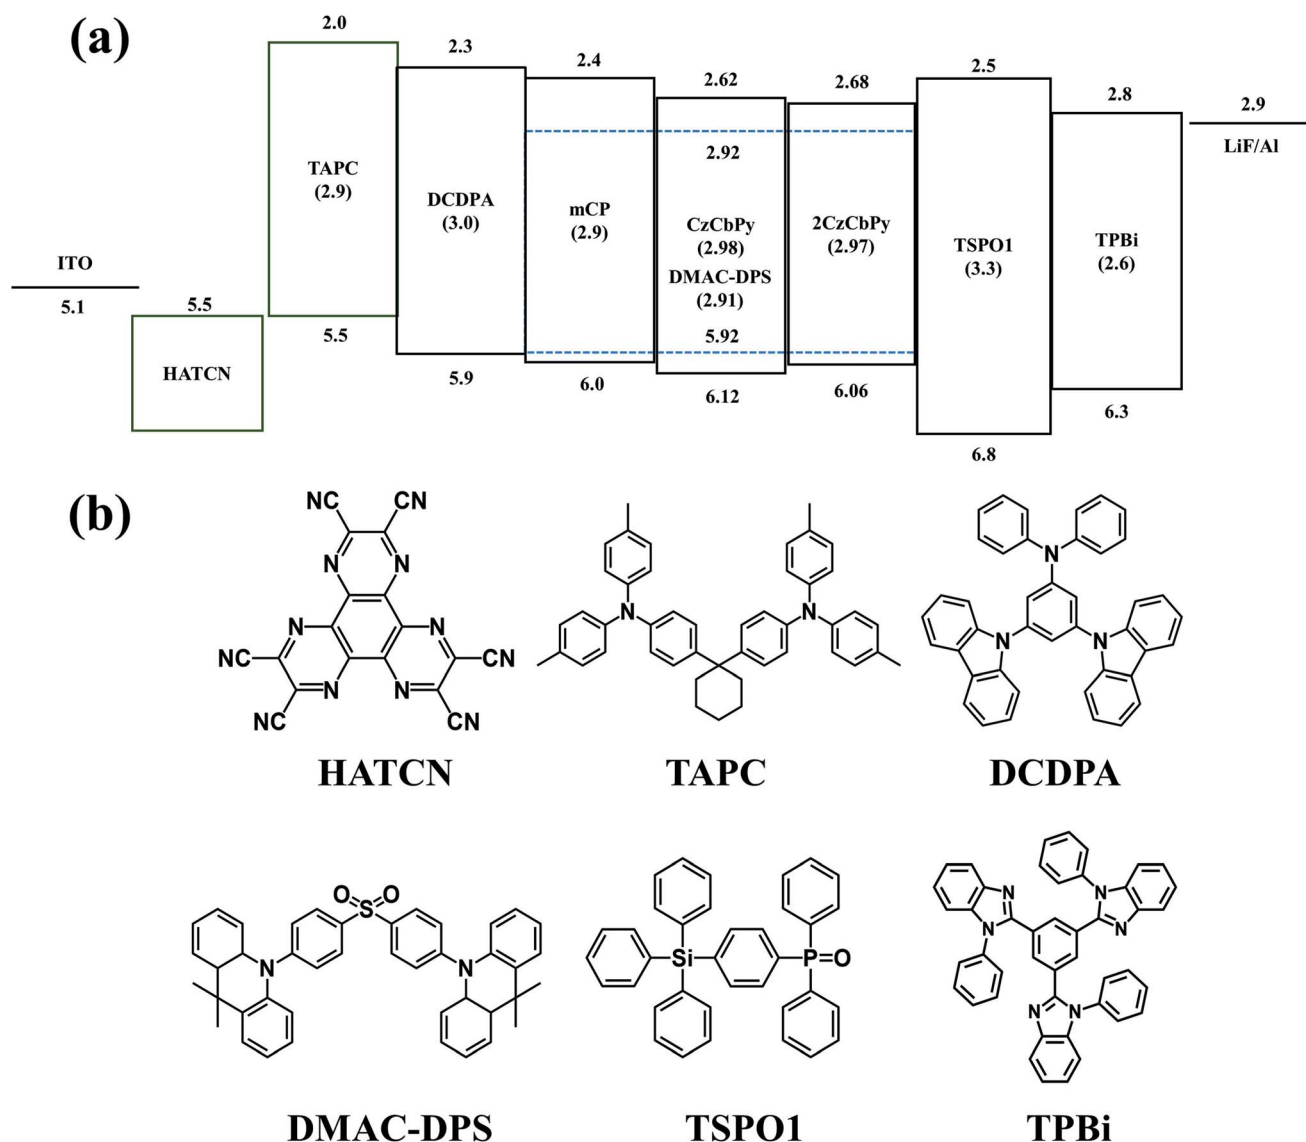 (a)
2.0
2.3
2.4
2.62
2.68
2.5
2.8
2.9
LiF/Al
2.92
TAPC
(2.9)
DCDPA
(3.0)
mCP
(2.9)
CzCbPy
(2.98)
DMAC-DPS
(2.91)
5.92
2CzCbPy
(2.97)
TSPO1
(3.3)
TPBi
(2.6)
ITO
5.1
5.5
HATCN
5.5
5.9
6.0
6.12
6.06
6.8
6.3
(b)
NC CN
N N
N N
NC CN
N N N N
NC CN
HATCN
N N
TAPC
N
N N
DCDPA
O O
S
N N
DMAC-DPS
Si P=O
TSPO1
N N
N N
N N
TPBi